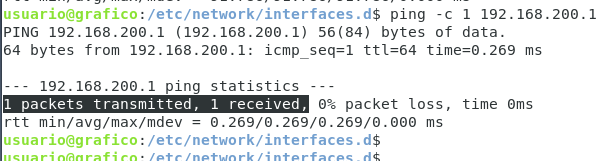 usuario@grafico:/etc/network/interfaces.d$ ping -c 1 192.168.200.1
PING 192.168.200.1 (192.168.200.1) 56(84) bytes of data.
64 bytes from 192.168.200.1: icmp_seq=1 ttl=64 time=0.269 ms

--- 192.168.200.1 ping statistics ---
1 packets transmitted, 1 received, 0% packet loss, time 0ms
rtt min/avg/max/mdev = 0.269/0.269/0.269/0.000 ms
usuario@grafico:/etc/network/interfaces.d$
usuario@grafico:/etc/network/interfaces.d$